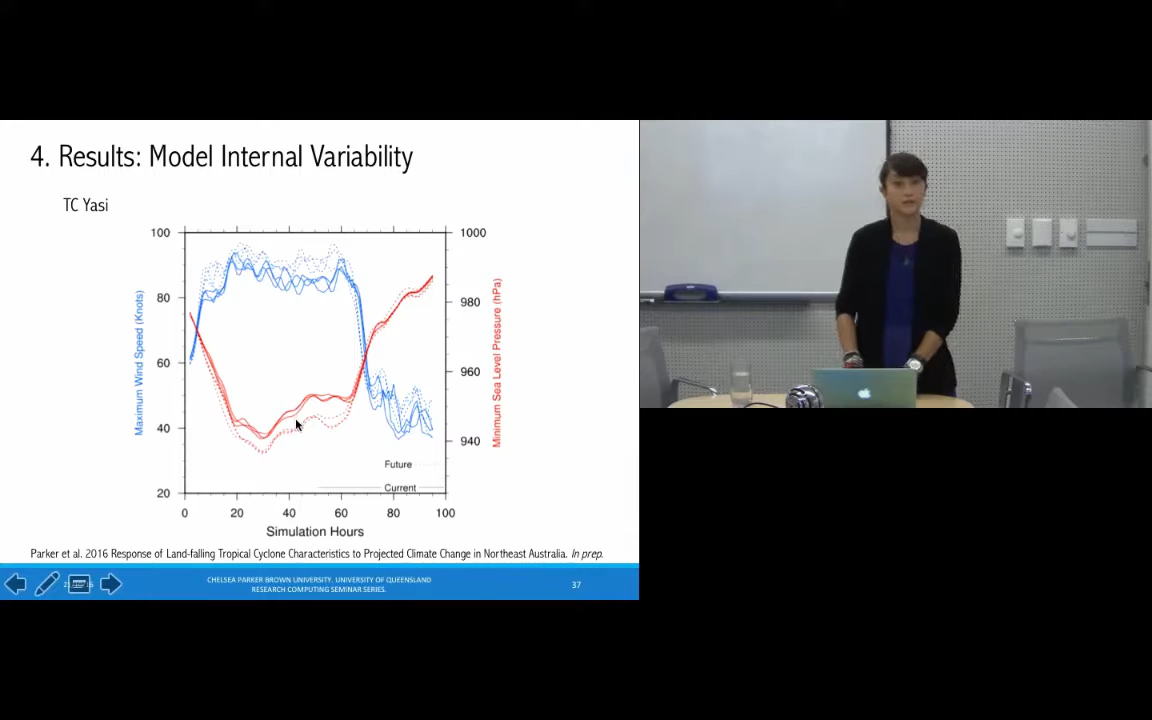 4. Results: Model Internal Variability
TC Yasi
100
80
60
40
20
Maximum Wind Speed (Knots)
1000
980
960
940
Minimum Sea Level Pressure (hPa)
Future
Current
0 20 40 60 80 100
Simulation Hours
Parker et al. 2016 Response of Land-falling Tropical Cyclone Characteristics to Projected Climate Change in Northeast Australia. In prep.
CHELSEA PARKER BROWN UNIVERSITY. UNIVERSITY OF QUEENSLAND
RESEARCH COMPUTING SEMINAR SERIES.
37